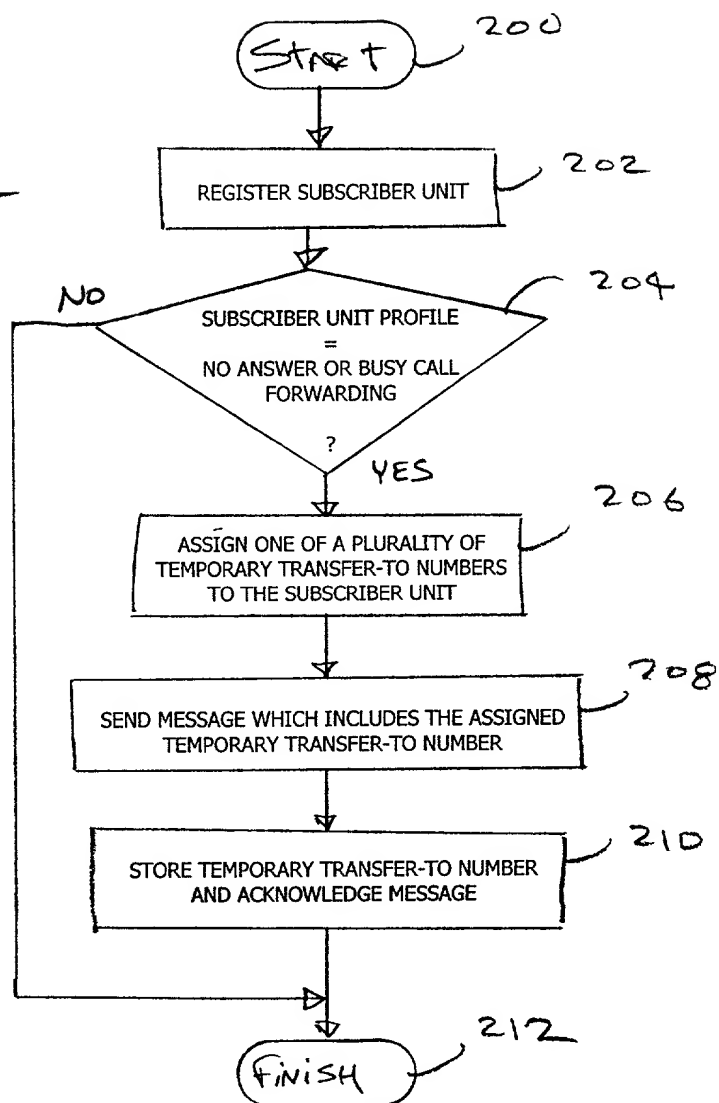 START
200
REGISTER SUBSCRIBER UNIT
202
NO
SUBSCRIBER UNIT PROFILE
=
NO ANSWER OR BUSY CALL
FORWARDING
?
204
YES
ASSIGN ONE OF A PLURALITY OF
TEMPORARY TRANSFER-TO NUMBERS
TO THE SUBSCRIBER UNIT
206
SEND MESSAGE WHICH INCLUDES THE ASSIGNED
TEMPORARY TRANSFER-TO NUMBER
208
STORE TEMPORARY TRANSFER-TO NUMBER
AND ACKNOWLEDGE MESSAGE
210
FINISH
212